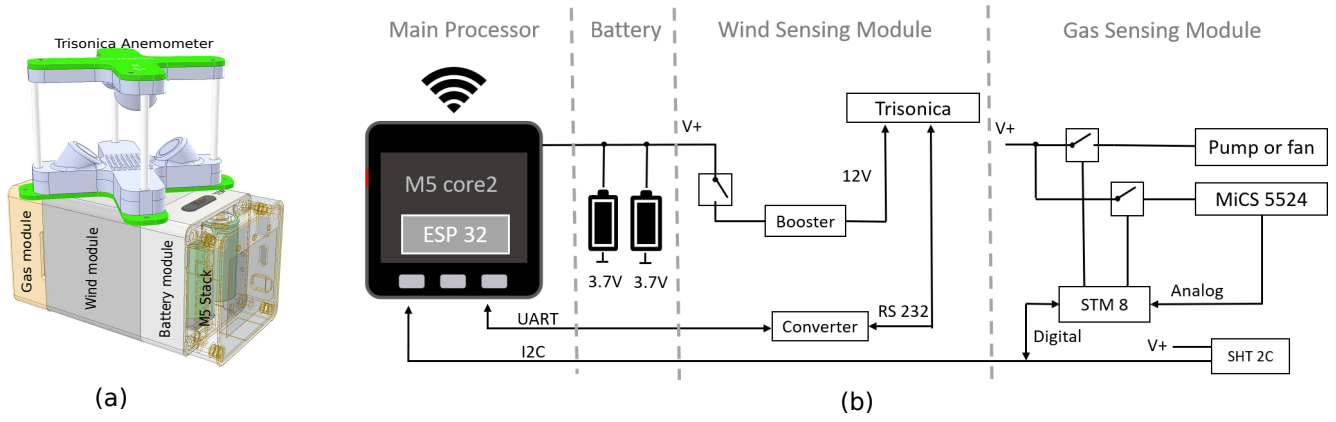 Trisonica Anemometer
Gas module
Wind module
Battery module
M5 Stack
(a)
Main Processor
Battery
Wind Sensing Module
Gas Sensing Module
M5 core2
ESP 32
V+
3.7V
3.7V
Trisonica
12V
Booster
UART
Converter
RS 232
I2C
V+
Pump or fan
MiCS 5524
STM 8
Analog
Digital
V+
SHT 2C
(b)